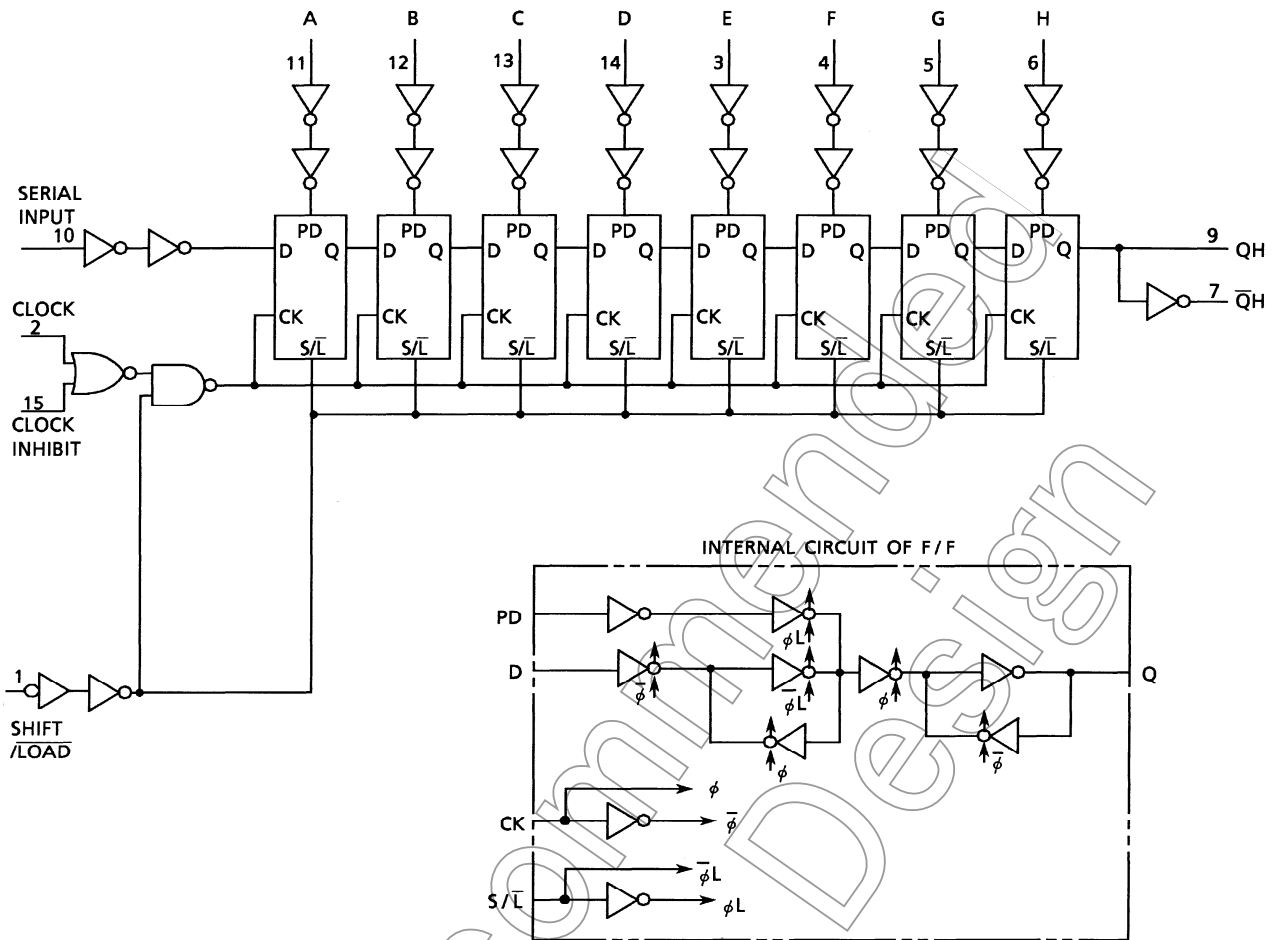 A B C D E F G H
11 12 13 14 3 4 5 6
SERIAL
INPUT
10
PD PD PD PD PD PD PD PD
D Q D Q D Q D Q D Q D Q D Q D Q
9 QH
7 Q̅H
CLOCK
2
CK CK CK CK CK CK CK CK
S/L̅ S/L̅ S/L̅ S/L̅ S/L̅ S/L̅ S/L̅ S/L̅
15
CLOCK
INHIBIT
1
SHIFT
/L̅O̅A̅D̅
INTERNAL CIRCUIT OF F/F
PD
ϕL
D ϕ̅ ϕ̅L ϕ Q
ϕ ϕ̅
ϕ
CK ϕ̅
ϕ̅L
S/L̅ ϕL
commended
Design